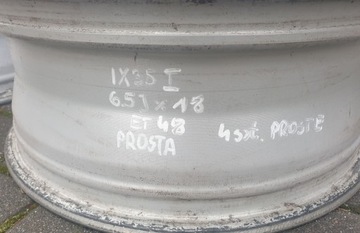 IX35 I
6.5J x 18
ET 48
PROSTA
4 szt. PROSTE